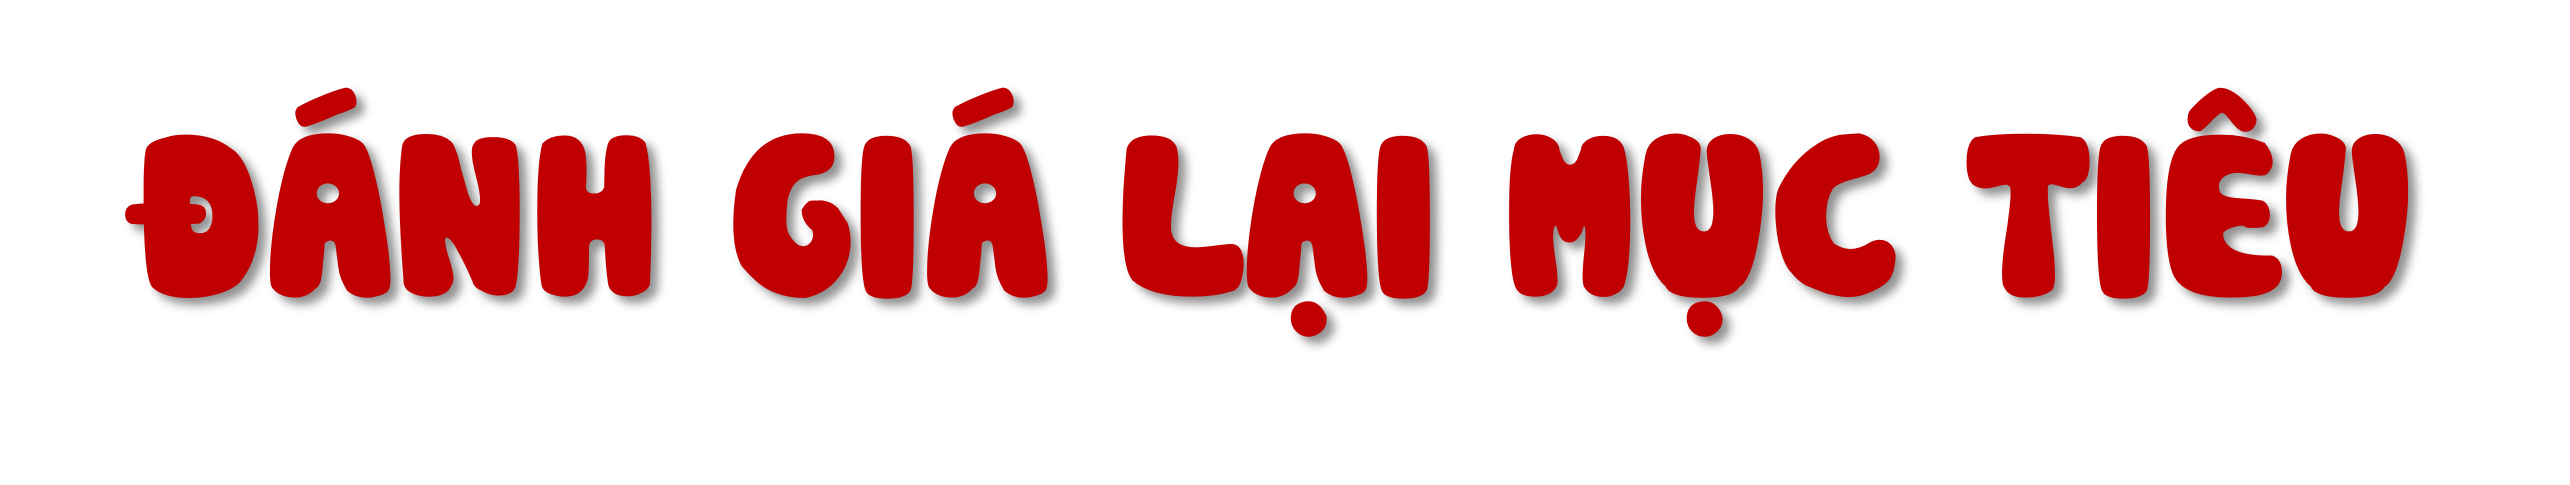 ĐÁNH GIÁ LẠI MỤC TIÊU